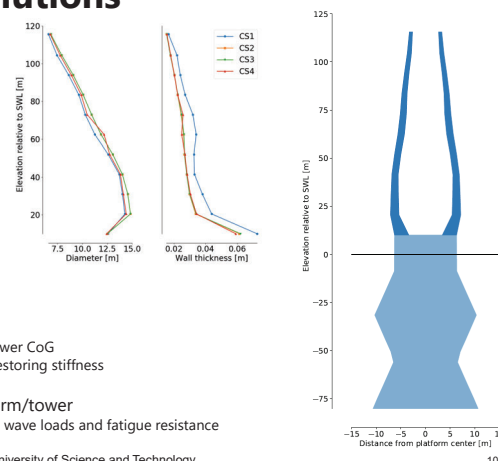 120
100
80
60
40
20
Elevation relative to SWL [m]
7.5 10.0 12.5 15.0
Diameter [m]
0.02 0.04 0.06
Wall thickness [m]
CS1
CS2
CS3
CS4
125
100
75
50
25
0
−25
−50
−75
Elevation relative to SWL [m]
−15 −10 −5 0 5 10
Distance from platform center [m]
wer CoG
estoring stiffness
rm/tower
wave loads and fatigue resistance
niversity of Science and Technology
10